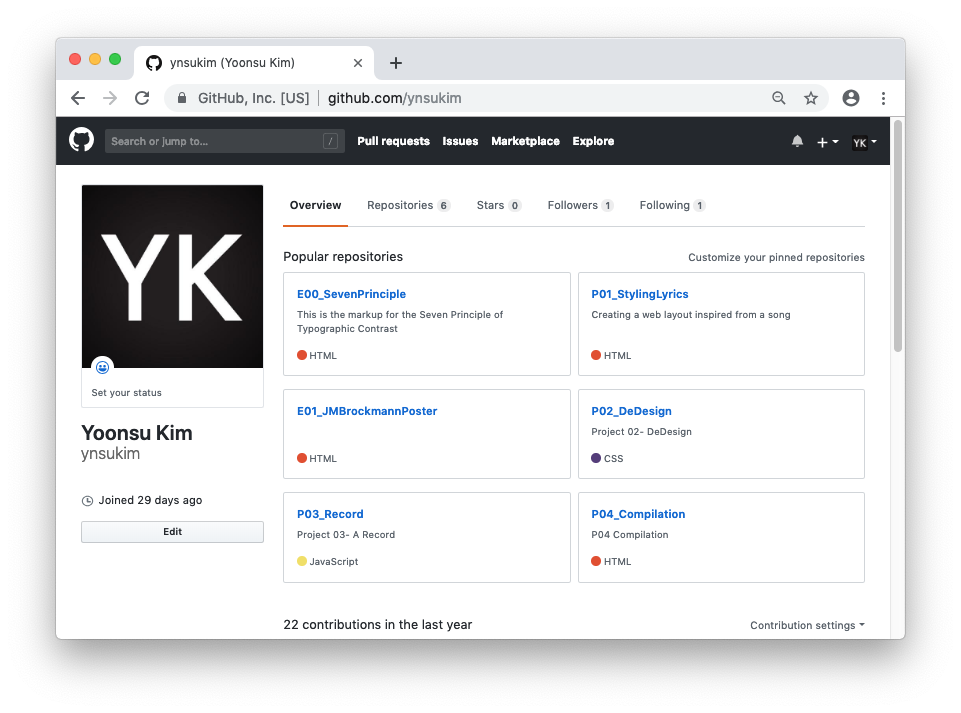 ynsukim (Yoonsu Kim)
GitHub, Inc. [US] | github.com/ynsukim
Search or jump to... /
Pull requests Issues Marketplace Explore
YK
YK
Set your status
Yoonsu Kim
ynsukim
Joined 29 days ago
Edit
Overview Repositories 6 Stars 0 Followers 1 Following 1
Popular repositories
Customize your pinned repositories
E00_SevenPrinciple
This is the markup for the Seven Principle of
Typographic Contrast
HTML
P01_StylingLyrics
Creating a web layout inspired from a song
HTML
E01_JMBrockmannPoster
HTML
P02_DeDesign
Project 02- DeDesign
CSS
P03_Record
Project 03- A Record
JavaScript
P04_Compilation
P04 Compilation
HTML
22 contributions in the last year
Contribution settings